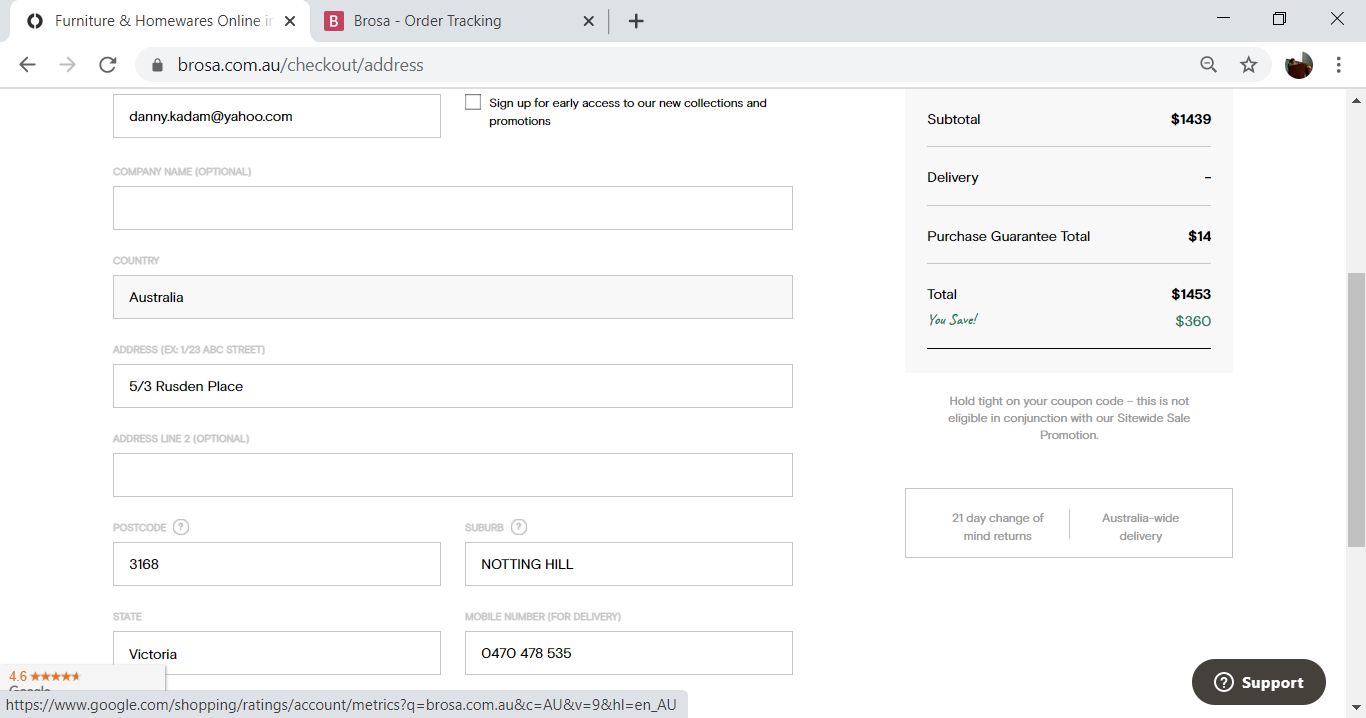 Furniture & Homewares Online in
B Brosa - Order Tracking
brosa.com.au/checkout/address
danny.kadam@yahoo.com
Sign up for early access to our new collections and
promotions
COMPANY NAME (OPTIONAL)
COUNTRY
Australia
ADDRESS (EX: 1/23 ABC STREET)
5/3 Rusden Place
ADDRESS LINE 2 (OPTIONAL)
POSTCODE ? SUBURB ?
3168 NOTTING HILL
STATE MOBILE NUMBER (FOR DELIVERY)
Victoria 0470 478 535
Subtotal $1439
Delivery -
Purchase Guarantee Total $14
Total $1453
You Save! $360
Hold tight on your coupon code – this is not
eligible in conjunction with our Sitewide Sale
Promotion.
21 day change of
mind returns
Australia-wide
delivery
4.6
Google
https://www.google.com/shopping/ratings/account/metrics?q=brosa.com.au&c=AU&v=9&hl=en_AU
? Support